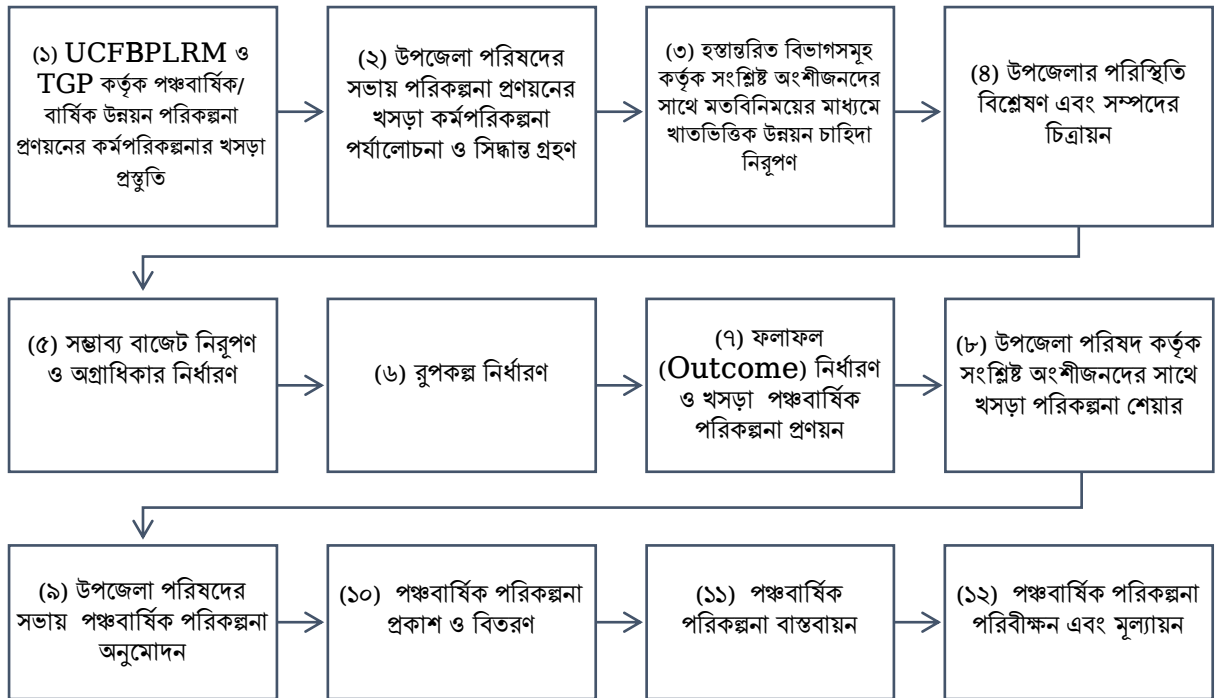 (১) UCFBPLRM ও
TGP কর্তৃক পঞ্চবার্ষিক/
বার্ষিক উন্নয়ন পরিকল্পনা
প্রণয়নের কর্মপরিকল্পনার খসড়া
প্রস্তুতি
(২) উপজেলা পরিষদের
সভায় পরিকল্পনা প্রণয়নের
খসড়া কর্মপরিকল্পনা
পর্যালোচনা ও সিদ্ধান্ত গ্রহণ
(৩) হস্তান্তরিত বিভাগসমূহ
কর্তৃক সংশ্লিষ্ট অংশীজনদের
সাথে মতবিনিময়ের মাধ্যমে
খাতভিত্তিক উন্নয়ন চাহিদা
নিরূপণ
(৪) উপজেলার পরিস্থিতি
বিশ্লেষণ এবং সম্পদের
চিত্রায়ন
(৫) সম্ভাব্য বাজেট নিরূপণ
ও অগ্রাধিকার নির্ধারণ
(৬) রুপকল্প নির্ধারণ
(৭) ফলাফল
(Outcome) নির্ধারণ
ও খসড়া পঞ্চবার্ষিক
পরিকল্পনা প্রণয়ন
(৮) উপজেলা পরিষদ কর্তৃক
সংশ্লিষ্ট অংশীজনদের সাথে
খসড়া পরিকল্পনা শেয়ার
(৯) উপজেলা পরিষদের
সভায় পঞ্চবার্ষিক পরিকল্পনা
অনুমোদন
(১০) পঞ্চবার্ষিক পরিকল্পনা
প্রকাশ ও বিতরণ
(১১) পঞ্চবার্ষিক
পরিকল্পনা বাস্তবায়ন
(১২) পঞ্চবার্ষিক পরিকল্পনা
পরিবীক্ষন এবং মূল্যায়ন